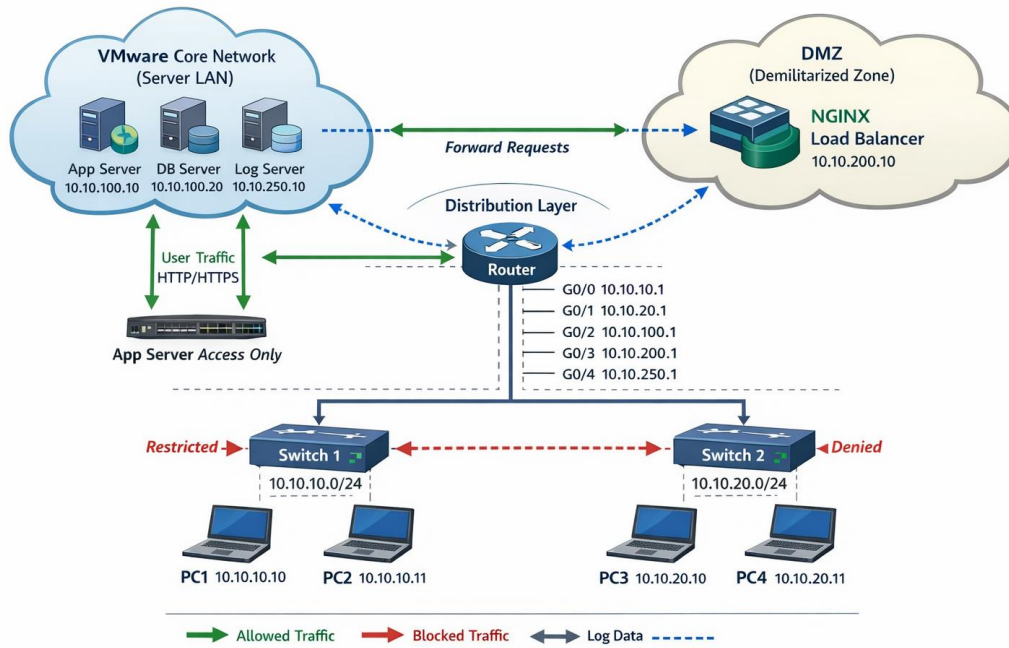 VMware Core Network
(Server LAN)
App Server
10.10.100.10
DB Server
10.10.100.20
Log Server
10.10.250.10
DMZ
(Demilitarized Zone)
NGINX
Load Balancer
10.10.200.10
Forward Requests
Distribution Layer
Router
User Traffic
HTTP/HTTPS
App Server Access Only
G0/0 10.10.10.1
G0/1 10.10.20.1
G0/2 10.10.100.1
G0/3 10.10.200.1
G0/4 10.10.250.1
Restricted
Switch 1
Switch 2
Denied
10.10.10.0/24
10.10.20.0/24
PC1 10.10.10.10
PC2 10.10.10.11
PC3 10.10.20.10
PC4 10.10.20.11
Allowed Traffic
Blocked Traffic
Log Data